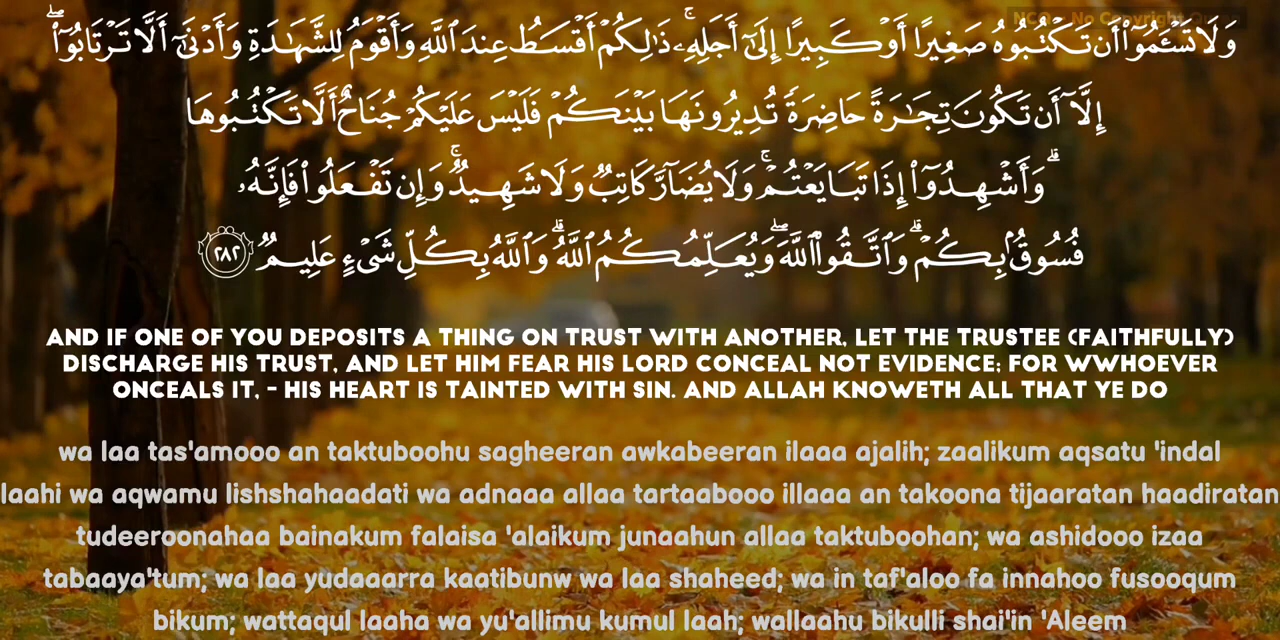 NCQ - No Copyright Quran
وَلَا تَسْـَٔمُوٓا۟ أَن تَكْتُبُوهُ صَغِيرًا أَوْ كَبِيرًا إِلَىٰٓ أَجَلِهِۦ ۚ ذَٰلِكُمْ أَقْسَطُ عِندَ ٱللَّهِ وَأَقْوَمُ لِلشَّهَـٰدَةِ وَأَدْنَىٰٓ أَلَّا تَرْتَابُوٓا۟ ۖ
إِلَّآ أَن تَكُونَ تِجَـٰرَةً حَاضِرَةً تُدِيرُونَهَا بَيْنَكُمْ فَلَيْسَ عَلَيْكُمْ جُنَاحٌ أَلَّا تَكْتُبُوهَا
ۗ وَأَشْهِدُوٓا۟ إِذَا تَبَايَعْتُمْ ۚ وَلَا يُضَآرَّ كَاتِبٌ وَلَا شَهِيدٌ ۚ وَإِن تَفْعَلُوا۟ فَإِنَّهُۥ
فُسُوقٌۢ بِكُمْ ۗ وَٱتَّقُوا۟ ٱللَّهَ ۖ وَيُعَلِّمُكُمُ ٱللَّهُ ۗ وَٱللَّهُ بِكُلِّ شَىْءٍ عَلِيمٌ ٢٨٢
AND IF ONE OF YOU DEPOSITS A THING ON TRUST WITH ANOTHER, LET THE TRUSTEE (FAITHFULLY)
DISCHARGE HIS TRUST, AND LET HIM FEAR HIS LORD CONCEAL NOT EVIDENCE; FOR WWHOEVER
ONCEALS IT, - HIS HEART IS TAINTED WITH SIN. AND ALLAH KNOWETH ALL THAT YE DO
wa laa tas'amooo an taktuboohu sagheeran awkabeeran ilaaa ajalih; zaalikum aqsatu 'indal
laahi wa aqwamu lishshahaadati wa adnaaa allaa tartaabooo illaaa an takoona tijaaratan haadiratan
tudeeroonahaa bainakum falaisa 'alaikum junaahun allaa taktuboohan; wa ashidooo izaa
tabaaya'tum; wa laa yudaaarra kaatibunw wa laa shaheed; wa in taf'aloo fa innahoo fusooqum
bikum; wattaqul laaha wa yu'allimu kumul laah; wallaahu bikulli shai'in 'Aleem